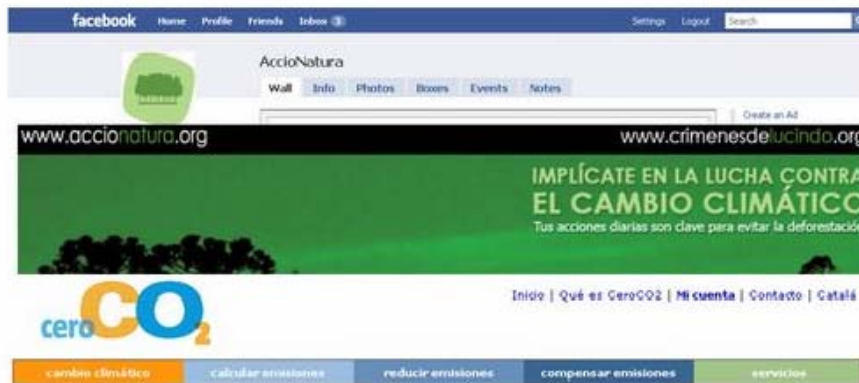 facebook Home Profile Friends Inbox 3 Settings Logout Search
AccioNatura
Wall Info Photos Boxes Events Notes
Create an Ad
www.accionatura.org www.crimenesdelucindo.org
IMPLÍCATE EN LA LUCHA CONTRA
EL CAMBIO CLIMÁTICO
Tus acciones diarias son clave para evitar la deforestación
Inicio | Qué es CeroCO2 | Mi cuenta | Contacto | Català
ceroCO2
cambio climático calcular emisiones reducir emisiones compensar emisiones servicios